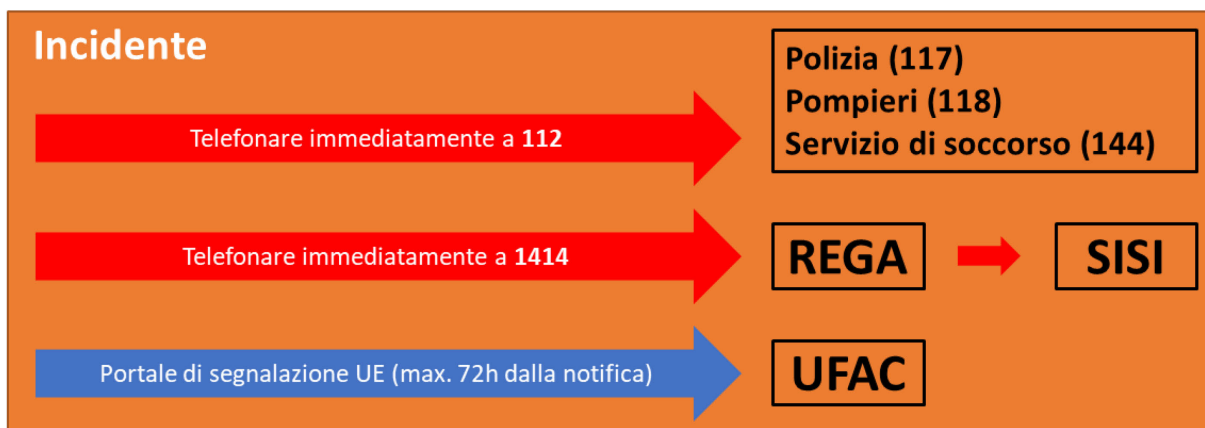 Incidente
Polizia (117)
Pompieri (118)
Servizio di soccorso (144)
Telefonare immediatamente a 112
Telefonare immediatamente a 1414
REGA
SISI
Portale di segnalazione UE (max. 72h dalla notifica)
UFAC